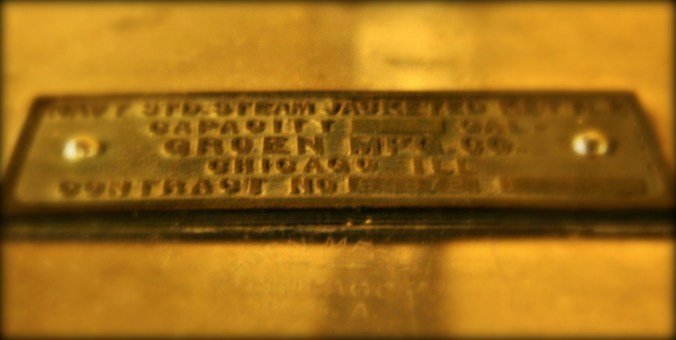 NAVY STD. STEAM JACKETED KETTLE
CAPACITY GAL.
GROEN MFG. CO.
CHICAGO ILL
CONTRACT NO